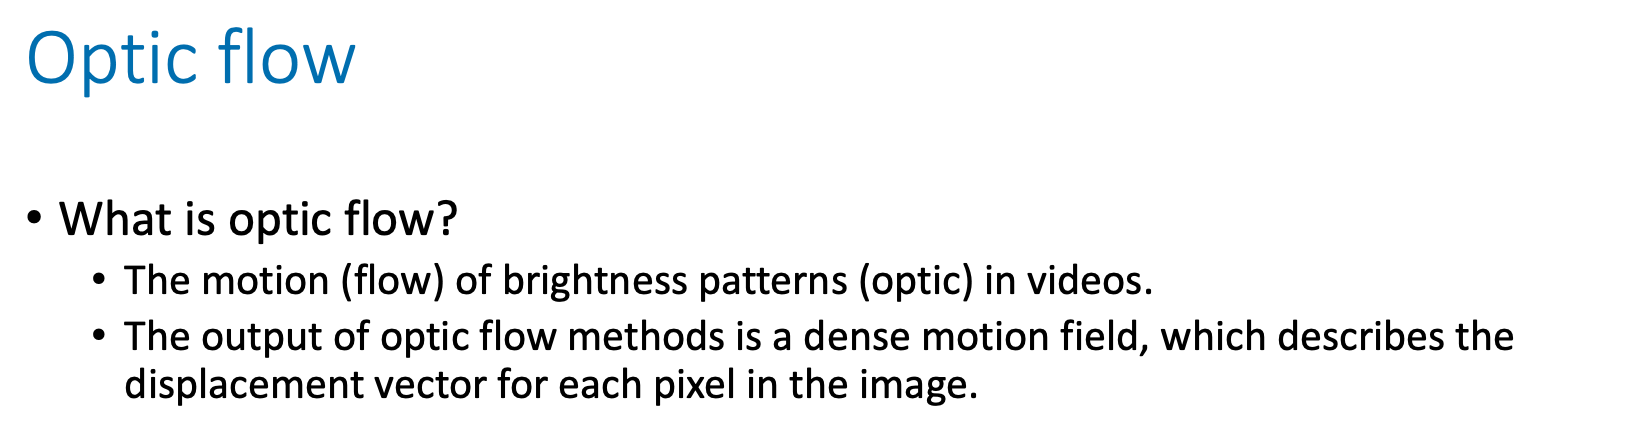 Optic flow
• What is optic flow?
• The motion (flow) of brightness patterns (optic) in videos.
• The output of optic flow methods is a dense motion field, which describes the
displacement vector for each pixel in the image.